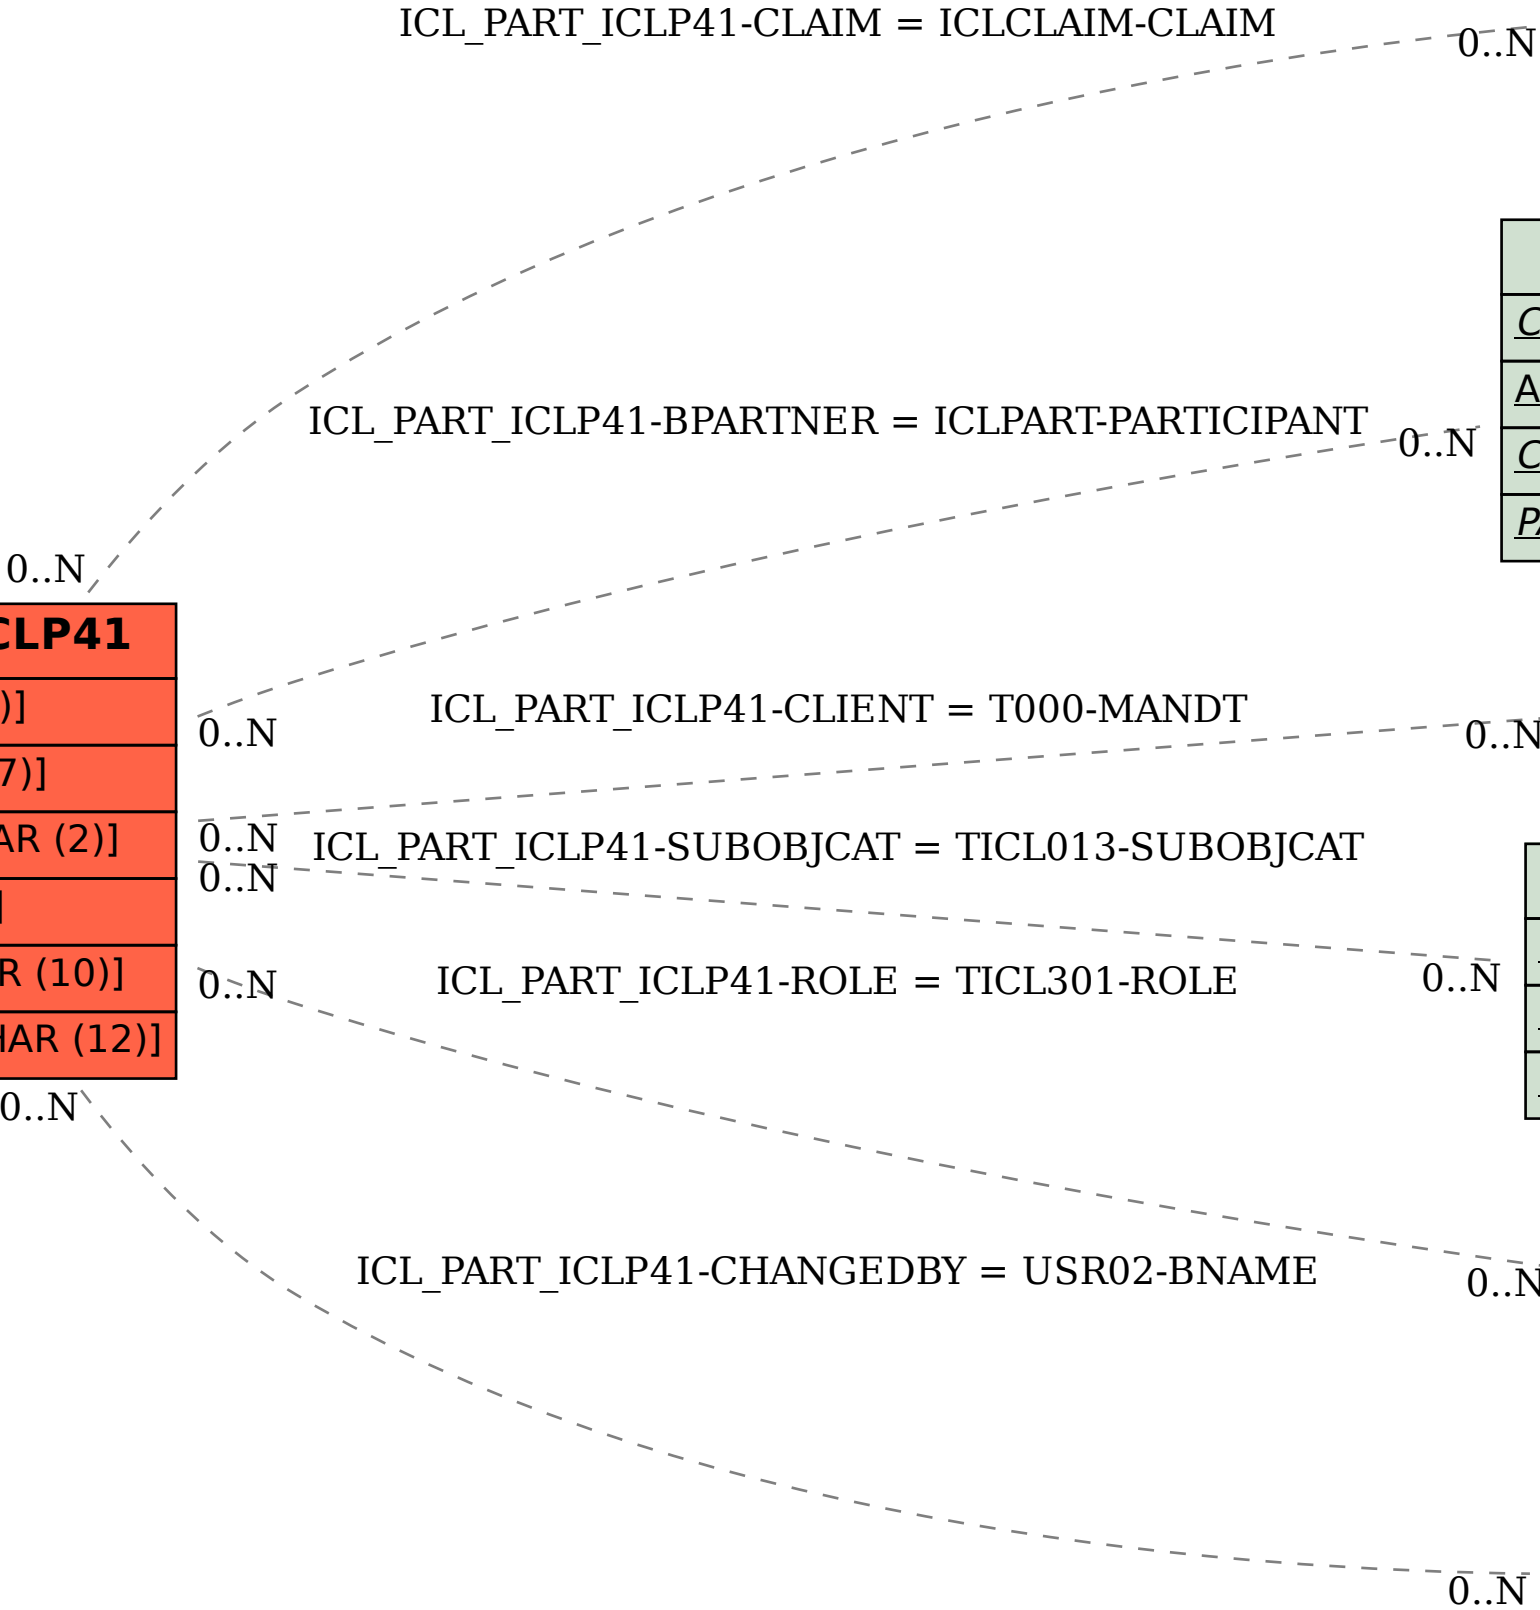 ICL_PART_ICLP41-CLAIM = ICLCLAIM-CLAIM
0..N
ICL_PART_ICLP41-BPARTNER = ICLPART-PARTICIPANT
0..N
C
A
C
0..N
CLP41
)]
7)]
AR (2)]
]
R (10)]
HAR (12)]
0..N
ICL_PART_ICLP41-CLIENT = T000-MANDT
0..N
0..N
ICL_PART_ICLP41-SUBOBJCAT = TICL013-SUBOBJCAT
0..N
0..N
ICL_PART_ICLP41-ROLE = TICL301-ROLE
0..N
0..N
ICL_PART_ICLP41-CHANGEDBY = USR02-BNAME
0..N
0..N